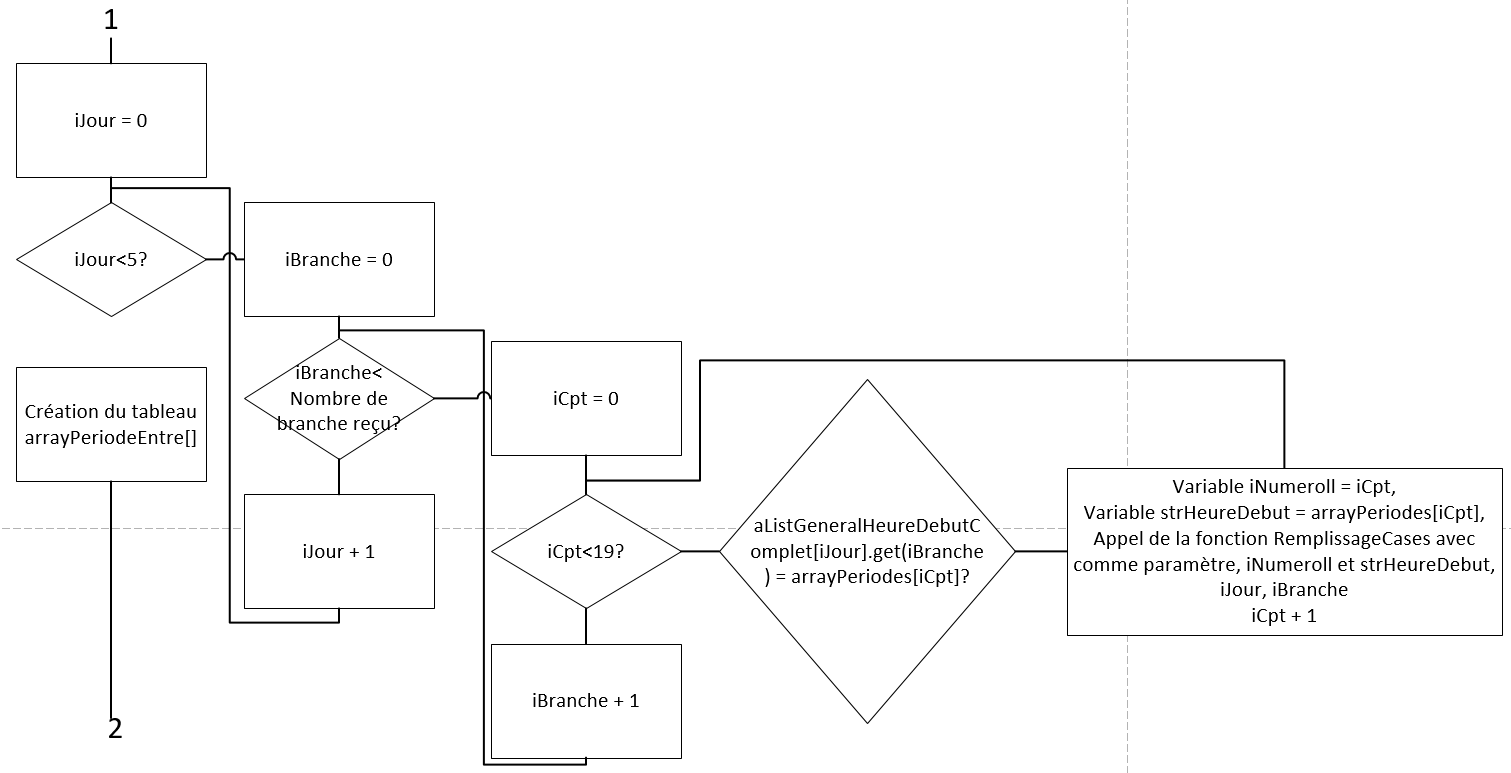 1
iJour = 0
iJour<5?
iBranche = 0
iBranche<
Nombre de
branche reçu?
iCpt = 0
Création du tableau
arrayPeriodeEntre[]
iJour + 1
iCpt<19?
aListGeneralHeureDebutC
omplet[iJour].get(iBranche
) = arrayPeriodes[iCpt]?
Variable iNumeroll = iCpt,
Variable strHeureDebut = arrayPeriodes[iCpt],
Appel de la fonction RemplissageCases avec
comme paramètre, iNumeroll et strHeureDebut,
iJour, iBranche
iCpt + 1
iBranche + 1
2